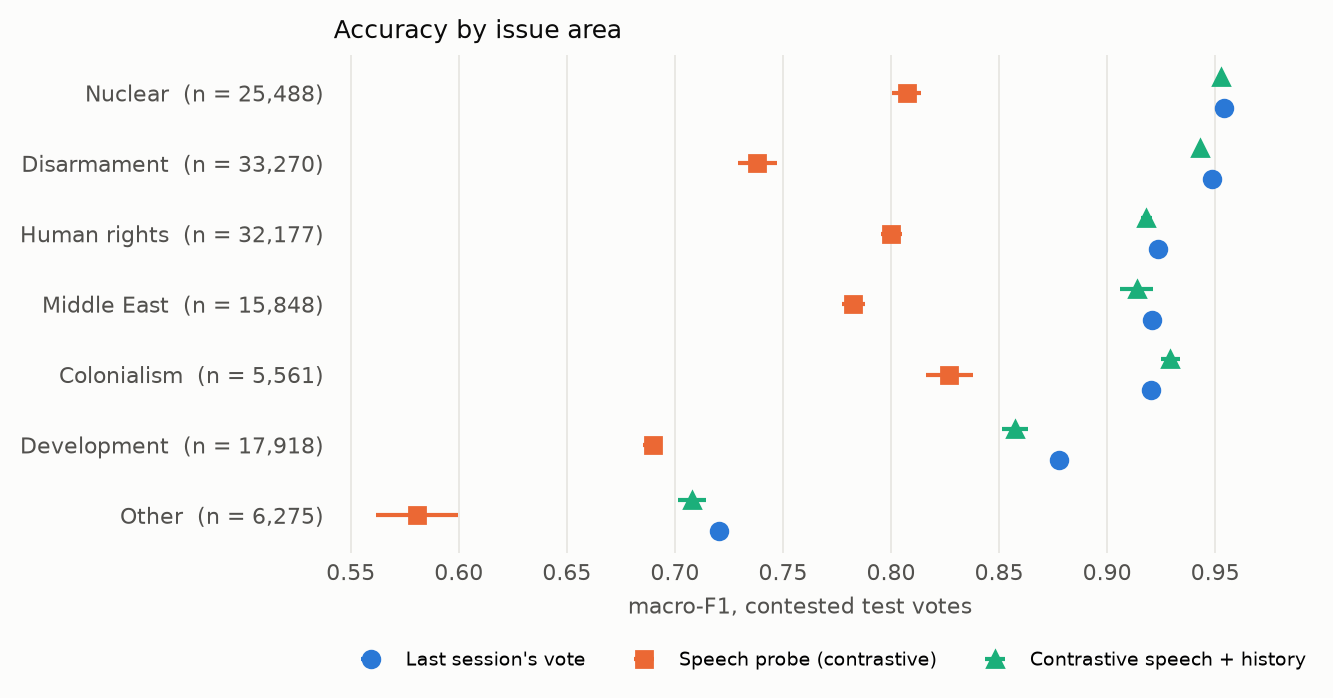 Accuracy by issue area
Nuclear (n = 25,488)
Disarmament (n = 33,270)
Human rights (n = 32,177)
Middle East (n = 15,848)
Colonialism (n = 5,561)
Development (n = 17,918)
Other (n = 6,275)
0.55 0.60 0.65 0.70 0.75 0.80 0.85 0.90 0.95
macro-F1, contested test votes
Last session's vote Speech probe (contrastive) Contrastive speech + history